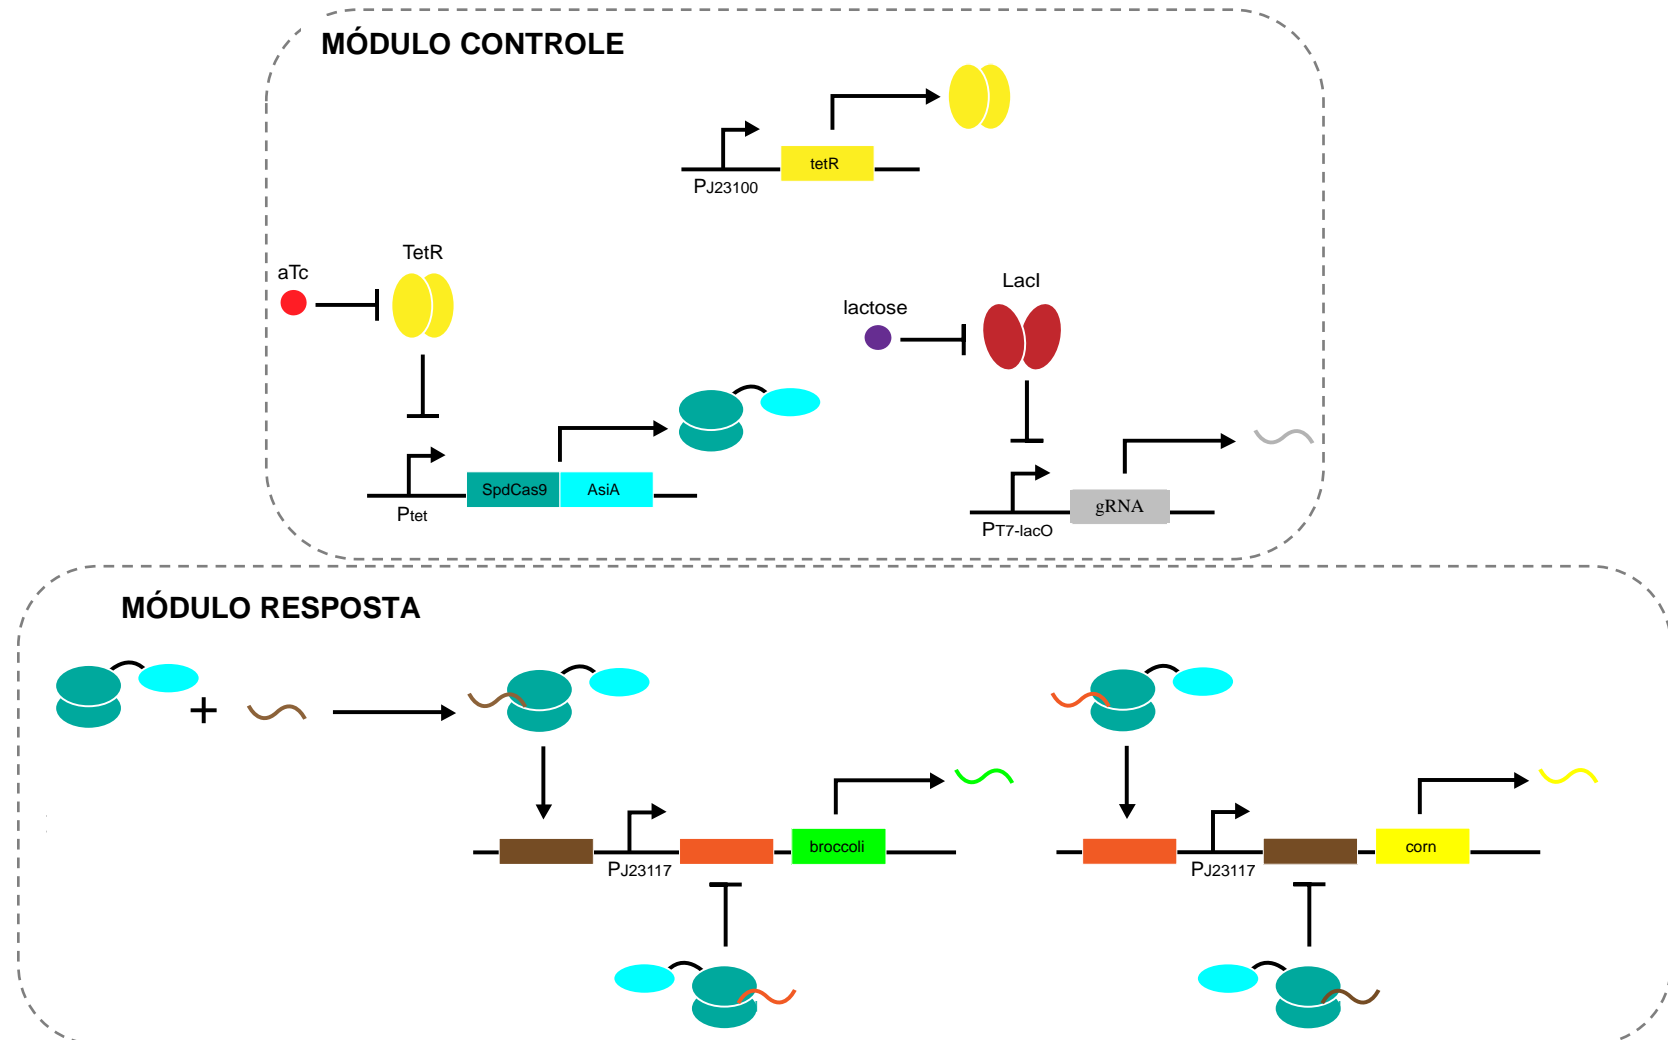 MÓDULO CONTROLE
tetR
PJ23100
TetR
aTc
LacI
lactose
SpdCas9
AsiA
Ptet
gRNA
PT7-lacO
MÓDULO RESPOSTA
broccoli
PJ23117
corn
PJ23117